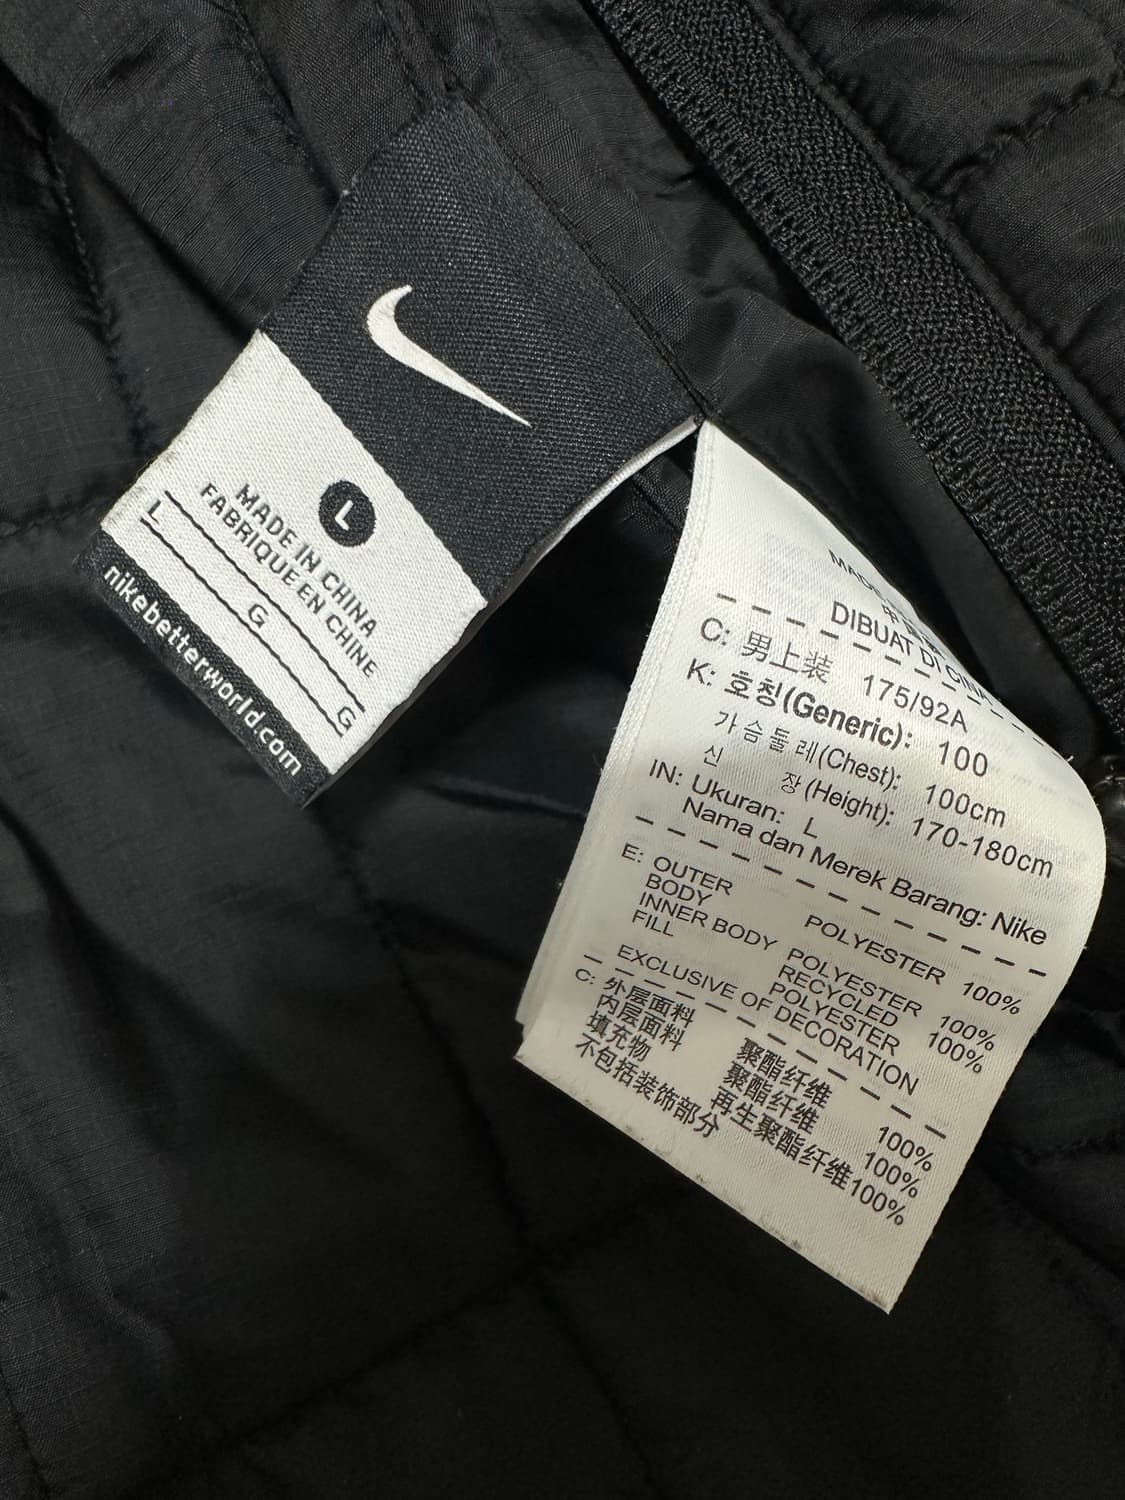 L
MADE IN CHINA
FABRIQUE EN CHINE
L G G
nikebetterworld.com
DIBUAT DI CINA
C: 男上装 175/92A
K: 호칭(Generic): 100
가슴둘레(Chest): 100cm
신 장(Height): 170-180cm
IN: Ukuran: L
Nama dan Merek Barang: Nike
E: OUTER
BODY POLYESTER 100%
INNER BODY POLYESTER 100%
FILL RECYCLED
POLYESTER 100%
EXCLUSIVE OF DECORATION
C: 外层面料 聚酯纤维 100%
内层面料 聚酯纤维 100%
填充物 再生聚酯纤维100%
不包括装饰部分